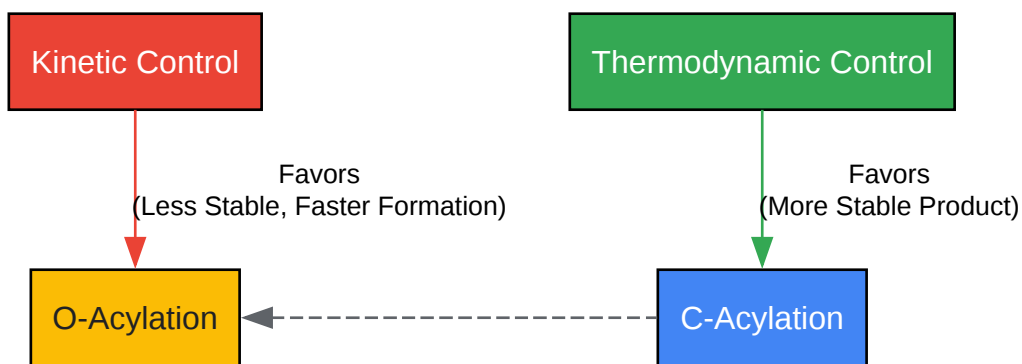 Kinetic Control
Thermodynamic Control
Favors
(Less Stable, Faster Formation)
Favors
(More Stable Product)
O-Acylation
C-Acylation